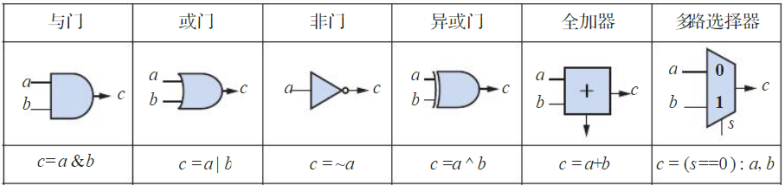 与门 或门 非门 异或门 全加器 多路选择器
a b c a b c a c a b c a b + c a b 0 1 c s
c=a &b c =a | b c = ~a c =a ^ b c = a+b c = (s==0) : a, b